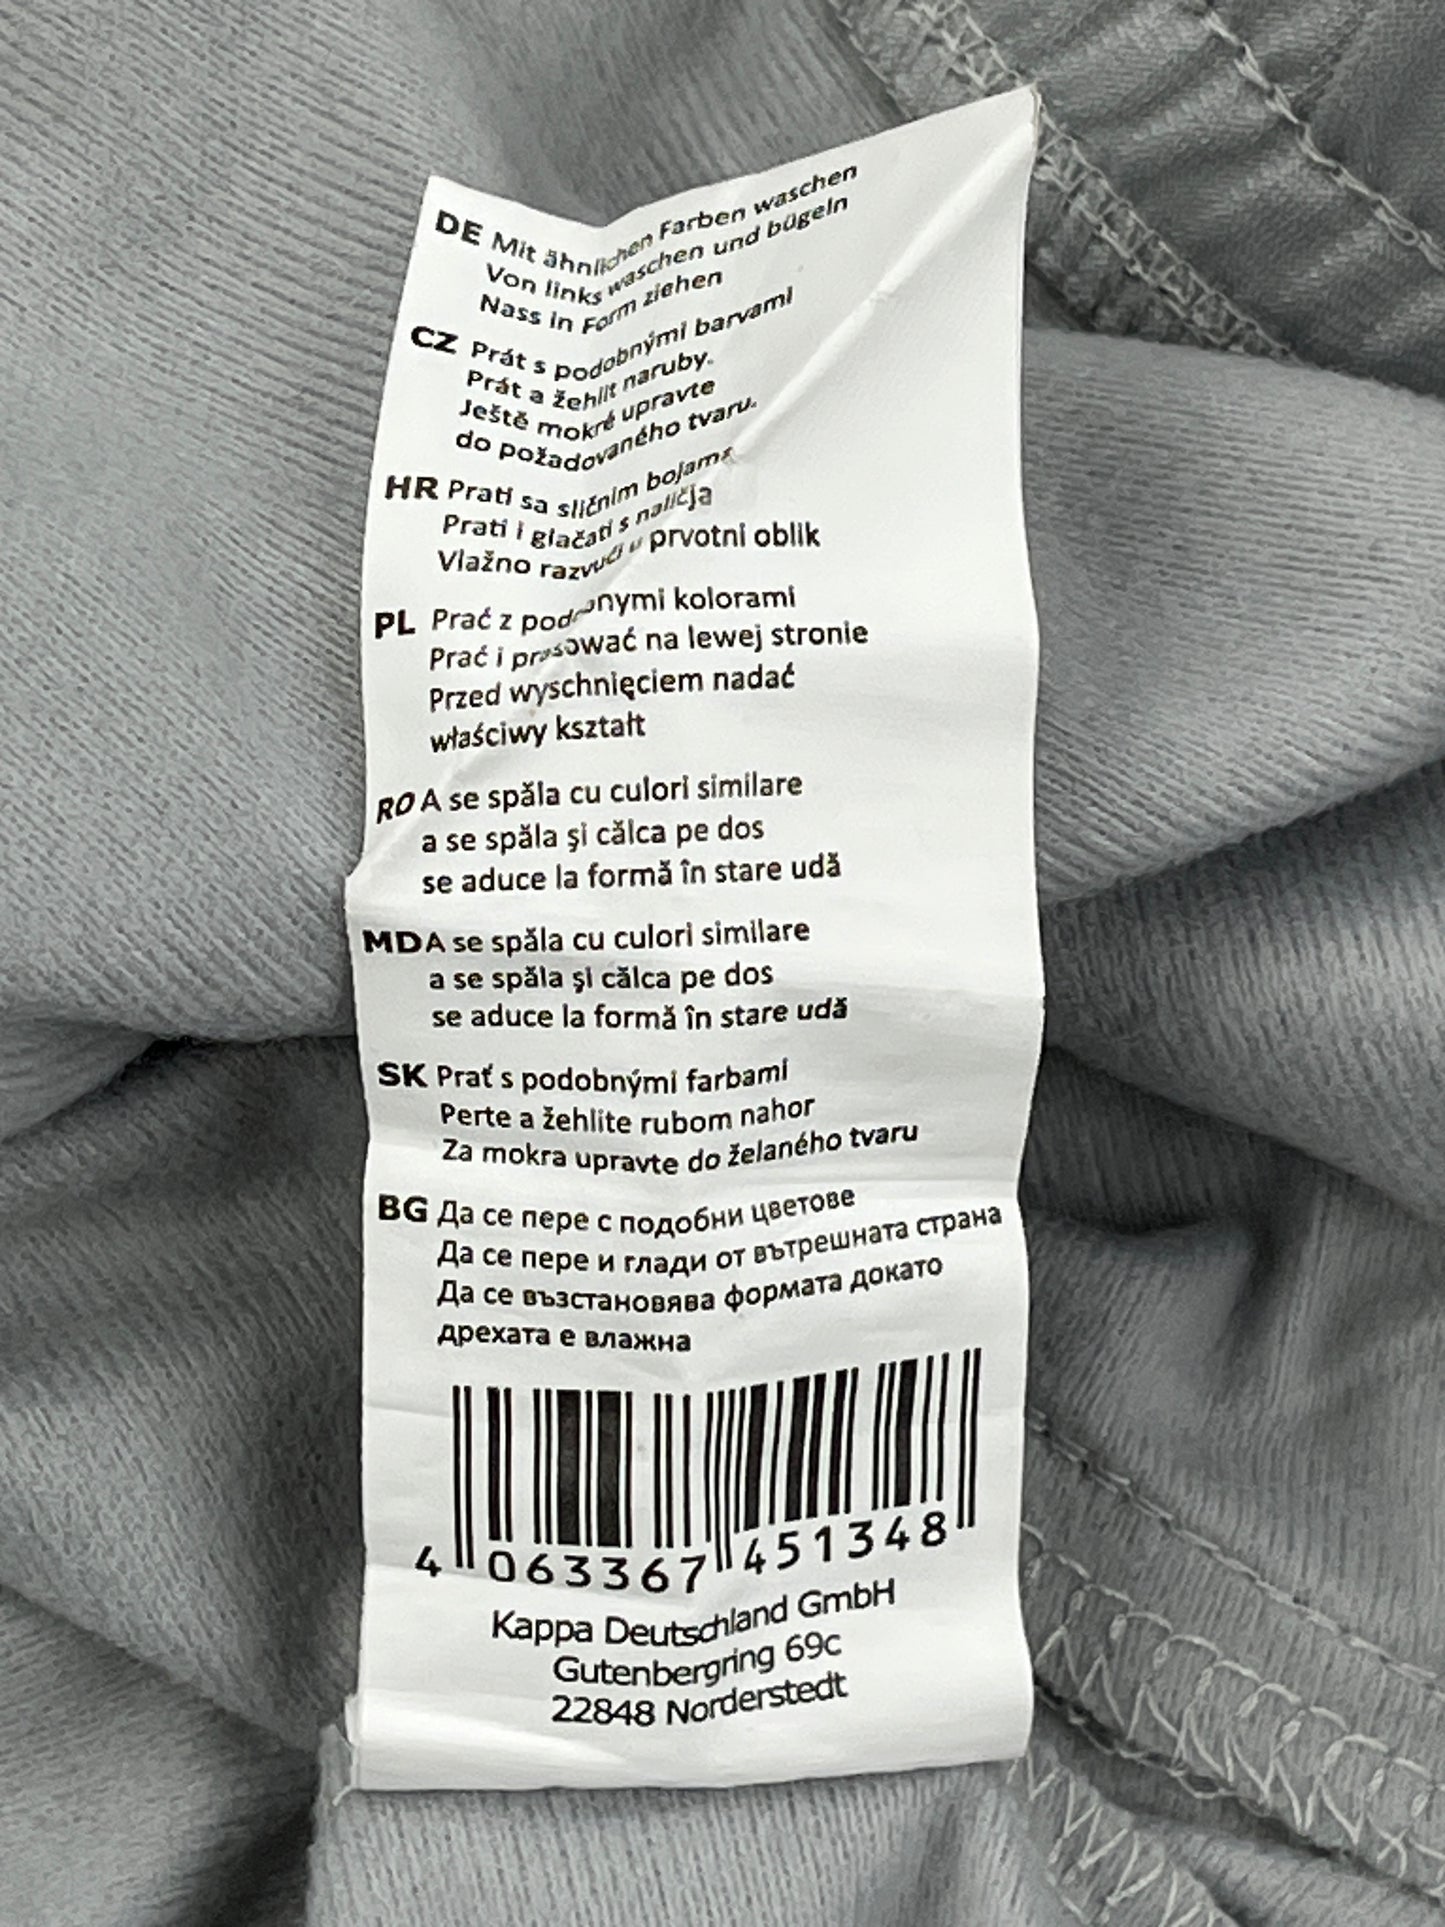 DE Mit ähnlichen Farben waschen
Von links waschen und bügeln
Nass in Form ziehen
CZ Prát s podobnými barvami
Prát a žehlit naruby.
Ještě mokré upravte
do požadovaného tvaru.
HR Prati sa sličnim bojama
Prati i glačati s naličja
Vlažno razvući u prvotni oblik
PL Prać z podobnymi kolorami
Prać i prasować na lewej stronie
Przed wyschnięciem nadać
właściwy kształt
RO A se spăla cu culori similare
a se spăla şi călca pe dos
se aduce la formă în stare udă
MD A se spăla cu culori similare
a se spăla şi călca pe dos
se aduce la formă în stare udă
SK Prať s podobnými farbami
Perte a žehlite rubom nahor
Za mokra upravte do želaného tvaru
BG Да се пере с подобни цветове
Да се пере и глади от вътрешната страна
Да се възстановява формата докато
дрехата е влажна
4 063367 451348
Kappa Deutschland GmbH
Gutenbergring 69c
22848 Norderstedt